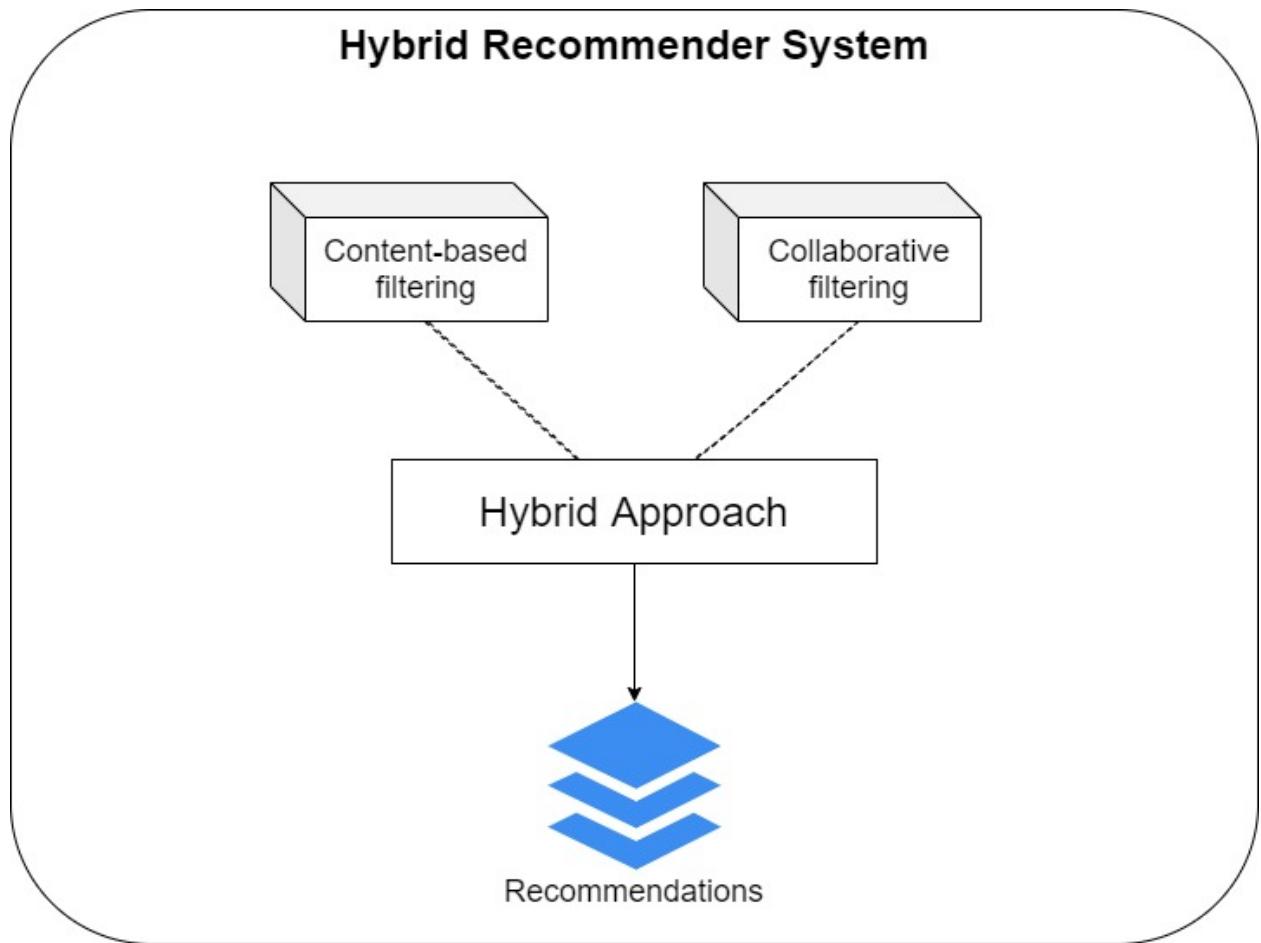 Hybrid Recommender System
Content-based
filtering
Collaborative
filtering
Hybrid Approach
Recommendations